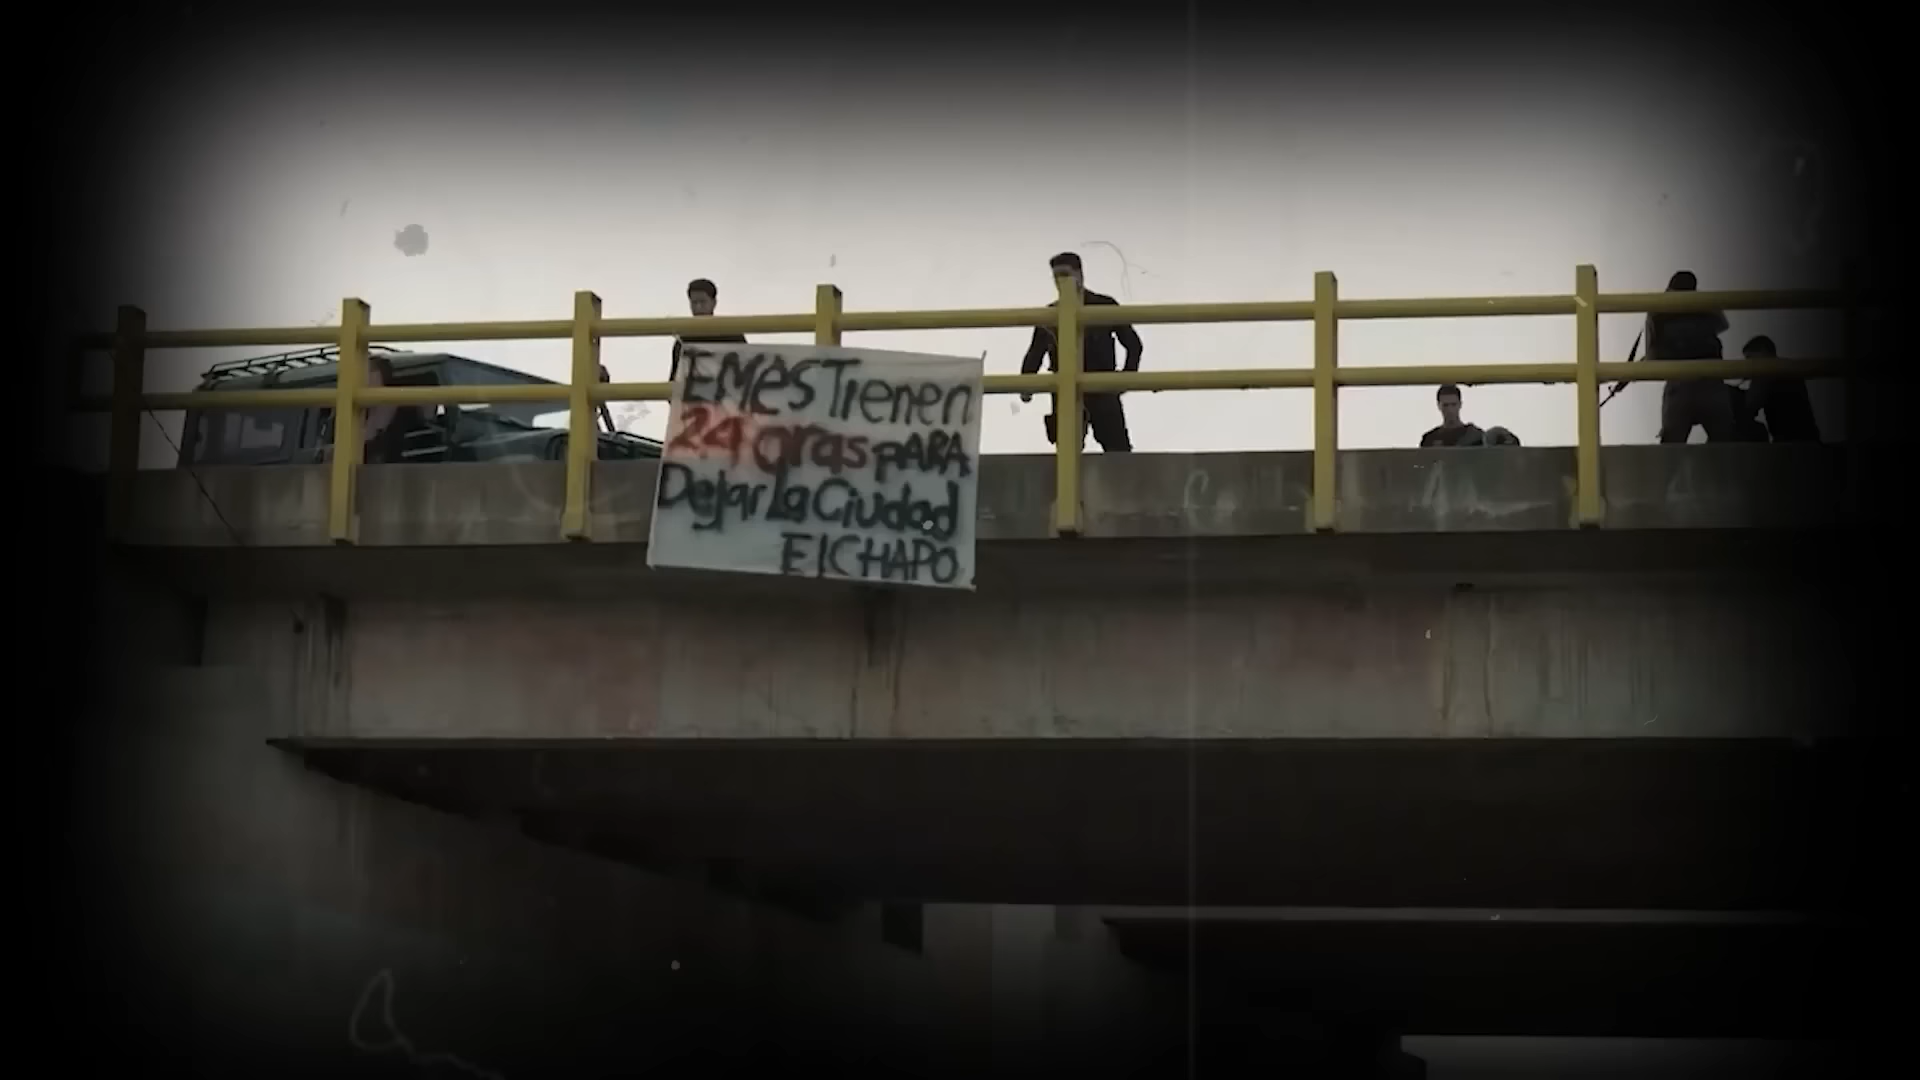 EMes Tienen
24 oras PARA
Dejar La Ciudad
El CHAPO